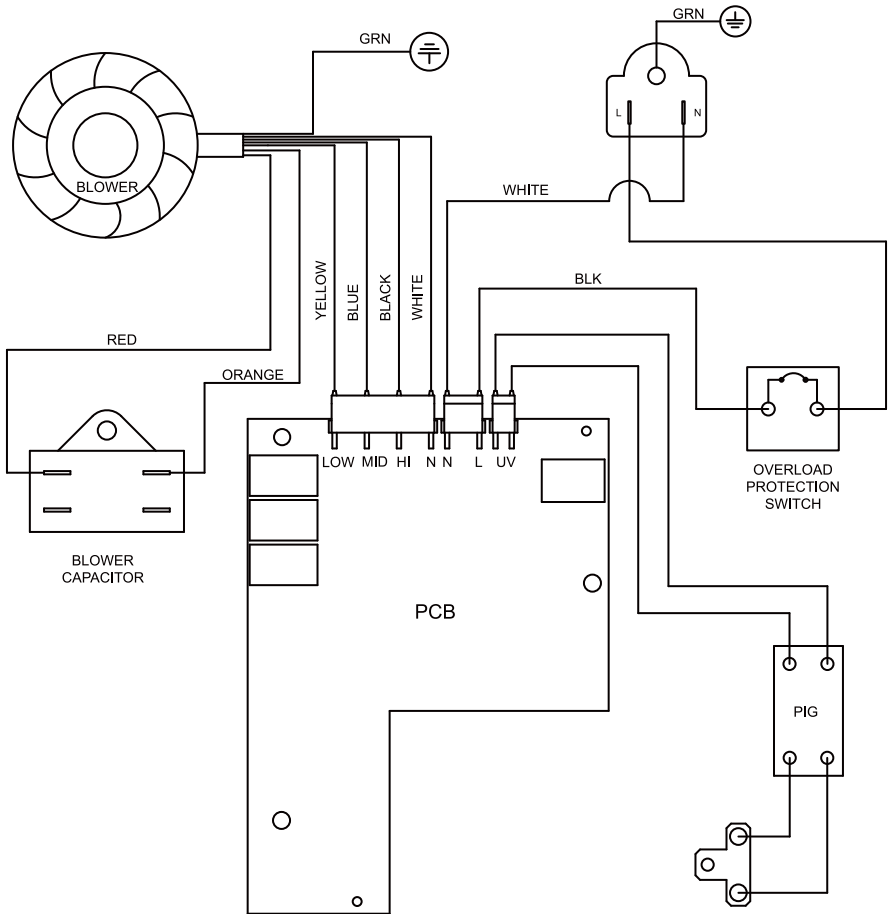 GRN
GRN
L
N
BLOWER
WHITE
YELLOW
BLUE
BLACK
WHITE
BLK
RED
ORANGE
LOW MID HI N N L UV
OVERLOAD
PROTECTION
SWITCH
BLOWER
CAPACITOR
PCB
PIG